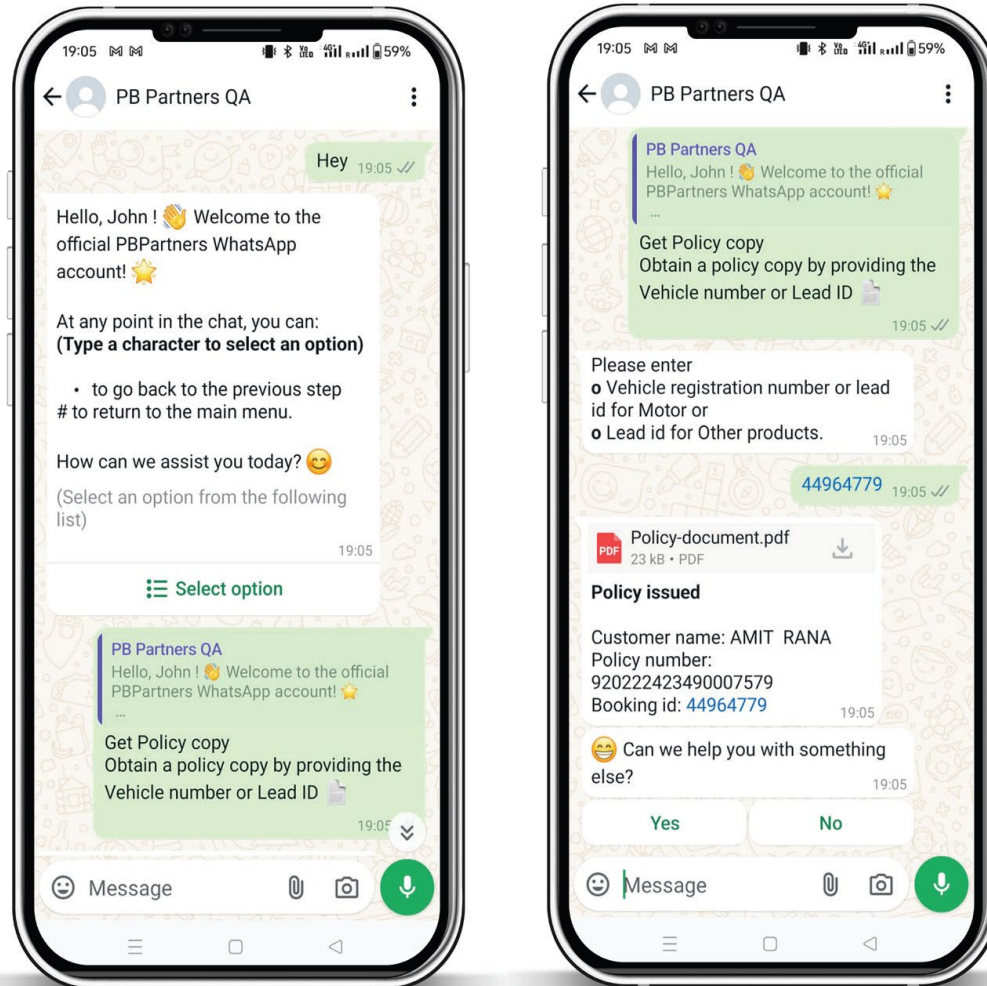 19:05
59%
PB Partners QA
Hey 19:05
Hello, John ! 👋 Welcome to the
official PBPartners WhatsApp
account! 🌟
At any point in the chat, you can:
(Type a character to select an option)
• to go back to the previous step
# to return to the main menu.
How can we assist you today? 😊
(Select an option from the following
list)
19:05
Select option
PB Partners QA
Hello, John ! 👋 Welcome to the official
PBPartners WhatsApp account! 🌟
...
Get Policy copy
Obtain a policy copy by providing the
Vehicle number or Lead ID 📄
19:05
Message
19:05
59%
PB Partners QA
PB Partners QA
Hello, John ! 👋 Welcome to the official
PBPartners WhatsApp account! 🌟
...
Get Policy copy
Obtain a policy copy by providing the
Vehicle number or Lead ID 📄
19:05
Please enter
o Vehicle registration number or lead
id for Motor or
o Lead id for Other products.
19:05
44964779 19:05
PDF
Policy-document.pdf
23 kB • PDF
Policy issued
Customer name: AMIT RANA
Policy number:
920222423490007579
Booking id: 44964779
19:05
😁 Can we help you with something
else?
19:05
Yes
No
Message